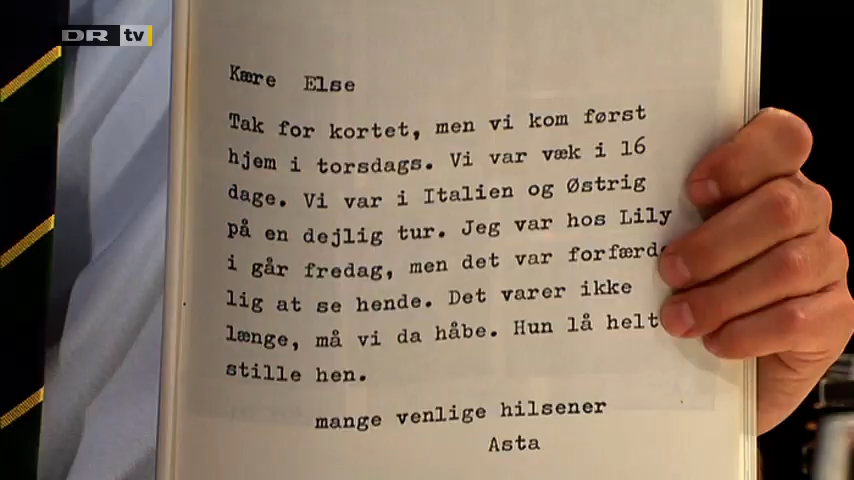 DR tv
Kære Else
Tak for kortet, men vi kom først
hjem i torsdags. Vi var væk i 16
dage. Vi var i Italien og Østrig
på en dejlig tur. Jeg var hos Lily
i går fredag, men det var forfærde
lig at se hende. Det varer ikke
længe, må vi da håbe. Hun lå helt
stille hen.
mange venlige hilsener
Asta